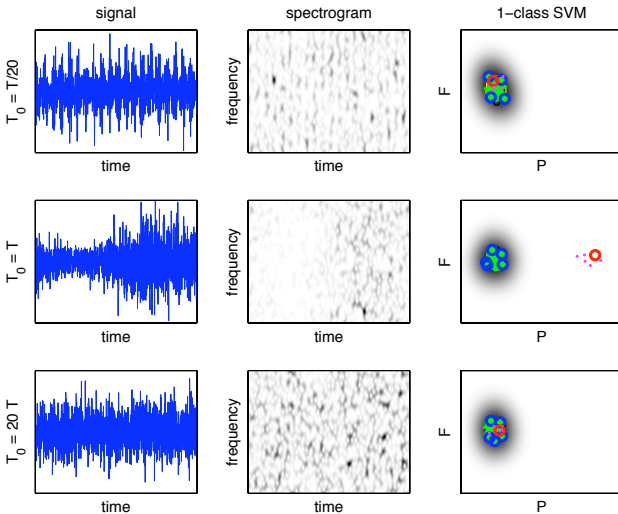 signal
spectrogram
1-class SVM
T0 = T/20
time
frequency
time
F
P
T0 = T
time
frequency
time
F
P
T0 = 20 T
time
frequency
time
F
P